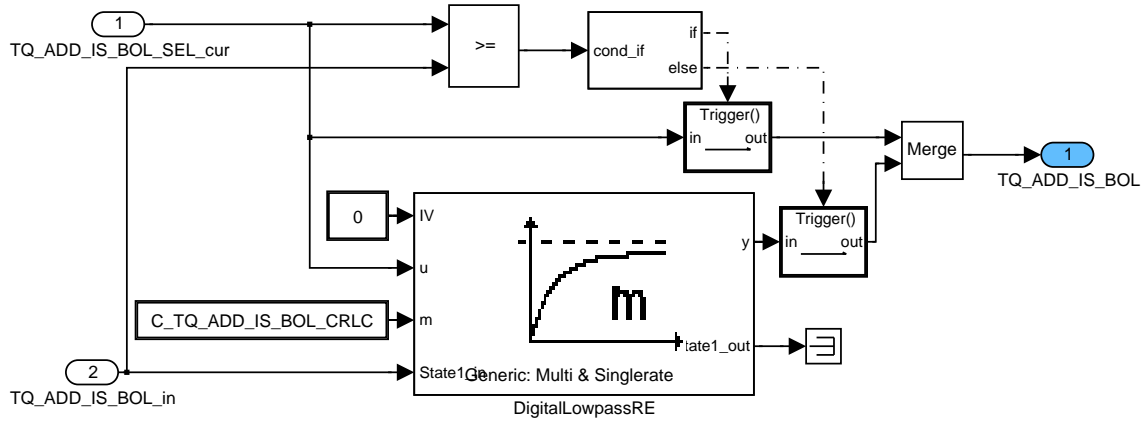 1
TQ_ADD_IS_BOL_SEL_cur
>=
cond_if
if
else
Trigger()
in
out
Merge
1
TQ_ADD_IS_BOL
0
IV
u
C_TQ_ADD_IS_BOL_CRLC
m
m
y
Trigger()
in
out
2
TQ_ADD_IS_BOL_in
State1_in
Generic: Multi & Singlerate
tate1_out
DigitalLowpassRE